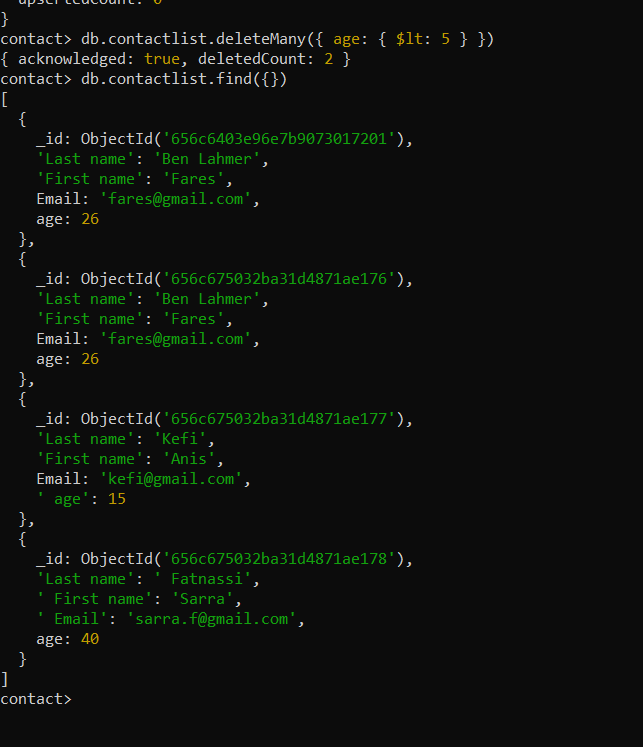 upsertedCount: 0
}
contact> db.contactlist.deleteMany({ age: { $lt: 5 } })
{ acknowledged: true, deletedCount: 2 }
contact> db.contactlist.find({})
[
  {
    _id: ObjectId('656c6403e96e7b9073017201'),
    'Last name': 'Ben Lahmer',
    'First name': 'Fares',
    Email: 'fares@gmail.com',
    age: 26
  },
  {
    _id: ObjectId('656c675032ba31d4871ae176'),
    'Last name': 'Ben Lahmer',
    'First name': 'Fares',
    Email: 'fares@gmail.com',
    age: 26
  },
  {
    _id: ObjectId('656c675032ba31d4871ae177'),
    'Last name': 'Kefi',
    'First name': 'Anis',
    Email: 'kefi@gmail.com',
    ' age': 15
  },
  {
    _id: ObjectId('656c675032ba31d4871ae178'),
    'Last name': ' Fatnassi',
    ' First name': 'Sarra',
    ' Email': 'sarra.f@gmail.com',
    age: 40
  }
]
contact>